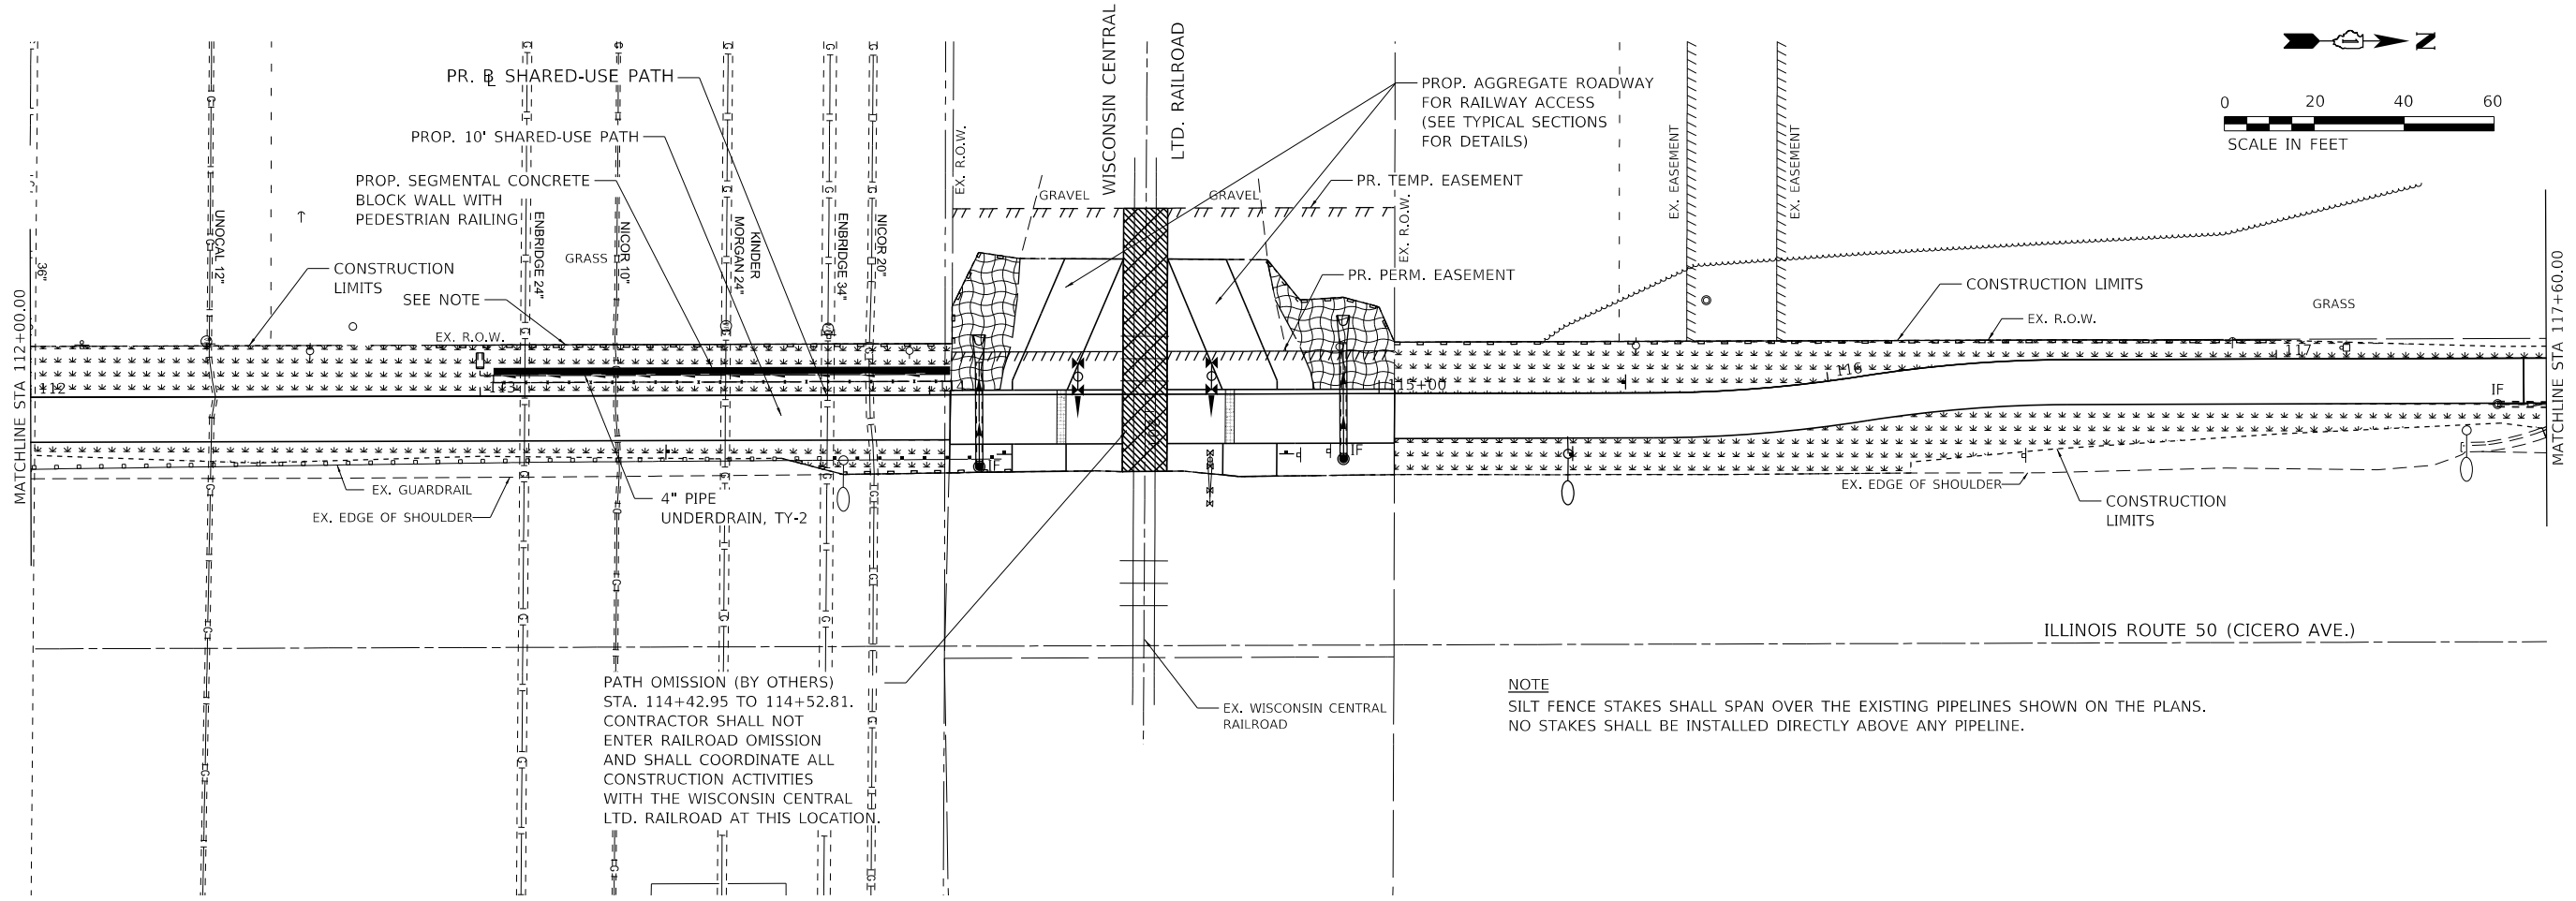 WISCONSIN CENTRAL
LTD. RAILROAD
N
0 20 40 60
SCALE IN FEET
PR. ℄ SHARED-USE PATH
PROP. 10' SHARED-USE PATH
PROP. SEGMENTAL CONCRETE
BLOCK WALL WITH
PEDESTRIAN RAILING
PROP. AGGREGATE ROADWAY
FOR RAILWAY ACCESS
(SEE TYPICAL SECTIONS
FOR DETAILS)
EX. R.O.W.
GRAVEL
GRAVEL
PR. TEMP. EASEMENT
EX. R.O.W.
EX. EASEMENT
EX. EASEMENT
36"
UNOCAL 12"
ENBRIDGE 24"
NICOR 10"
KINDER
MORGAN 24"
ENBRIDGE 34"
NICOR 20"
GRASS
CONSTRUCTION
LIMITS
SEE NOTE
EX. R.O.W.
PR. PERM. EASEMENT
CONSTRUCTION LIMITS
EX. R.O.W.
GRASS
MATCHLINE STA 112+00.00
MATCHLINE STA 117+60.00
112
113
115+00
116
117
IF
IF
IF
EX. GUARDRAIL
EX. EDGE OF SHOULDER
4" PIPE
UNDERDRAIN, TY-2
EX. EDGE OF SHOULDER
CONSTRUCTION
LIMITS
ILLINOIS ROUTE 50 (CICERO AVE.)
PATH OMISSION (BY OTHERS)
STA. 114+42.95 TO 114+52.81.
CONTRACTOR SHALL NOT
ENTER RAILROAD OMISSION
AND SHALL COORDINATE ALL
CONSTRUCTION ACTIVITIES
WITH THE WISCONSIN CENTRAL
LTD. RAILROAD AT THIS LOCATION.
EX. WISCONSIN CENTRAL
RAILROAD
NOTE
SILT FENCE STAKES SHALL SPAN OVER THE EXISTING PIPELINES SHOWN ON THE PLANS.
NO STAKES SHALL BE INSTALLED DIRECTLY ABOVE ANY PIPELINE.